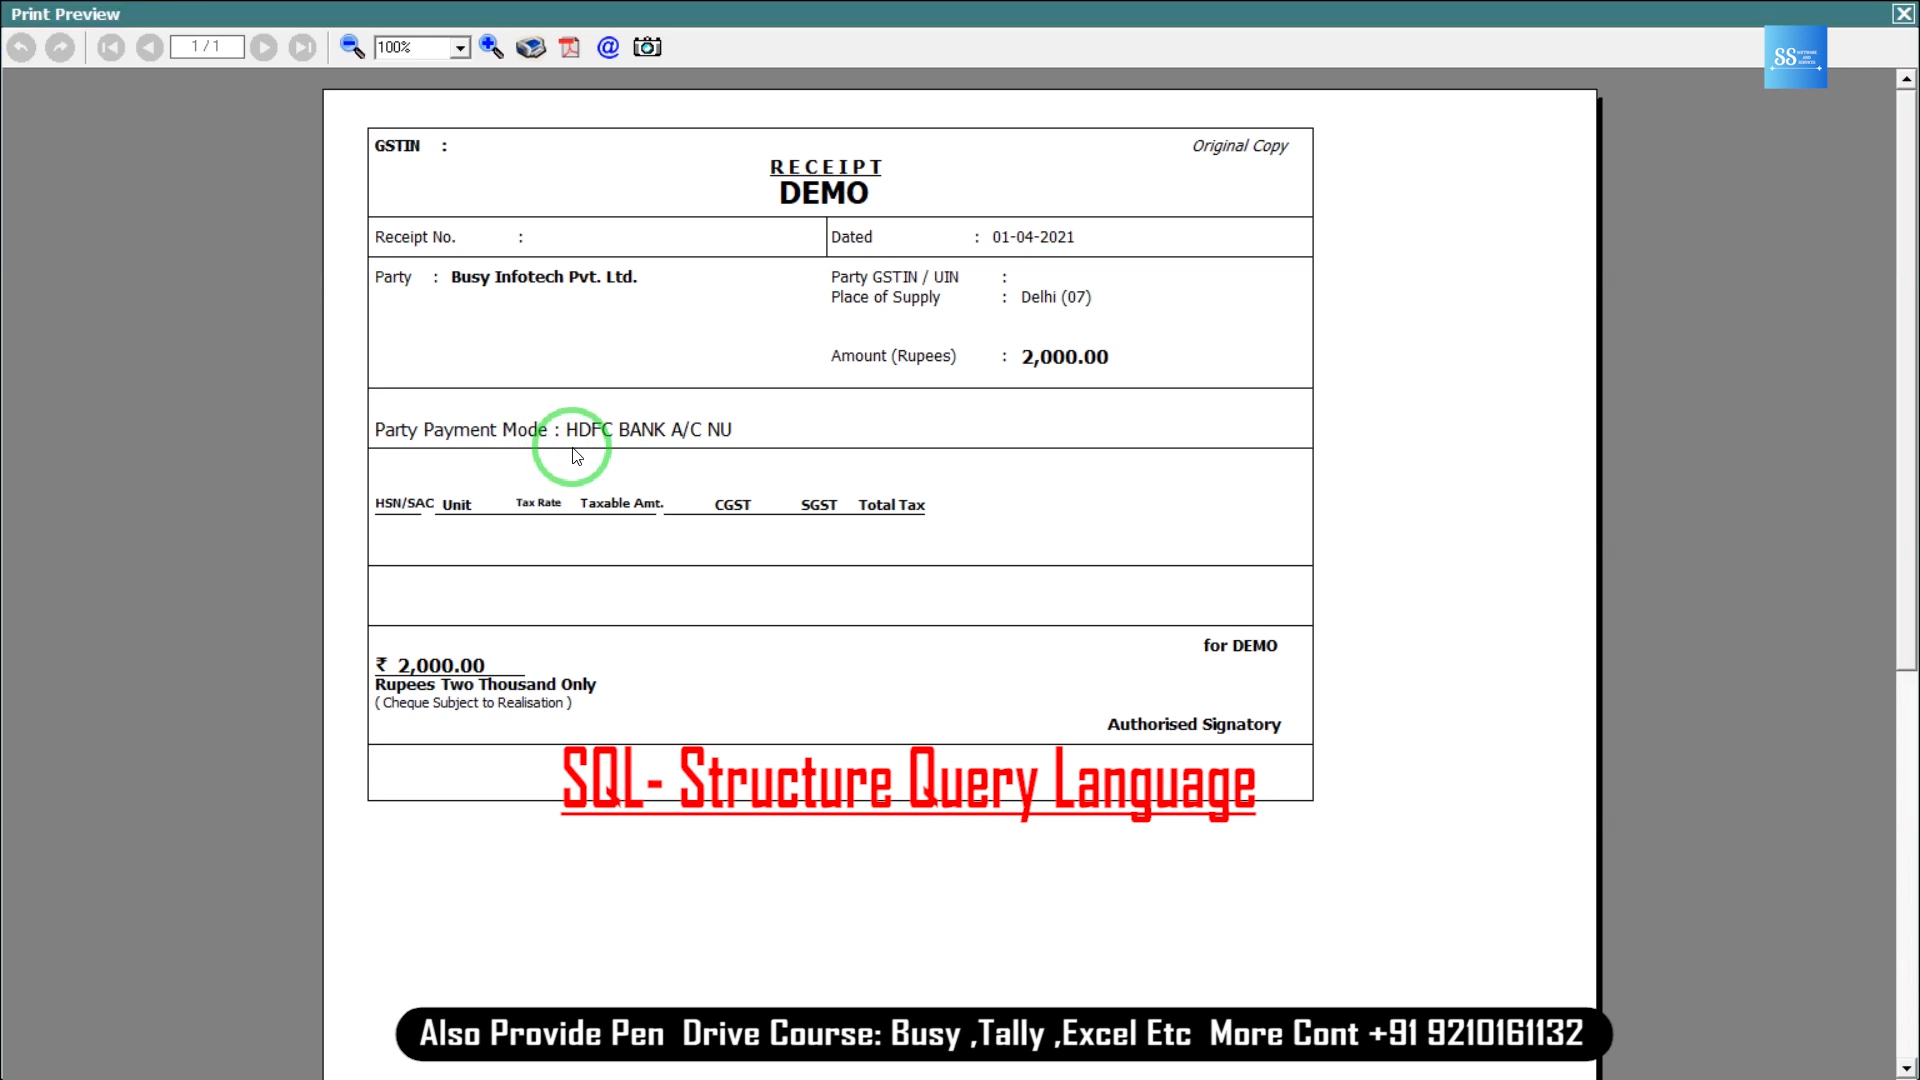 Print Preview
1 / 1
100%
SS SOFTWARE AND SERVICES
GSTIN :
Original Copy
RECEIPT
DEMO
Receipt No. :
Dated : 01-04-2021
Party : Busy Infotech Pvt. Ltd.
Party GSTIN / UIN :
Place of Supply : Delhi (07)
Amount (Rupees) : 2,000.00
Party Payment Mode : HDFC BANK A/C NU
HSN/SAC Unit Tax Rate Taxable Amt. CGST SGST Total Tax
for DEMO
₹ 2,000.00
Rupees Two Thousand Only
( Cheque Subject to Realisation )
Authorised Signatory
SQL- Structure Query Language
Also Provide Pen Drive Course: Busy ,Tally ,Excel Etc More Cont +91 9210161132